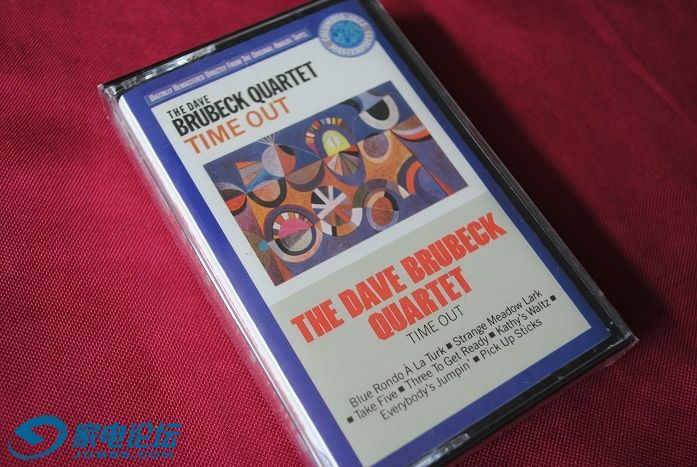 DIGITALLY REMASTERED DIRECTLY FROM THE ORIGINAL ANALOG TAPES
THE DAVE
BRUBECK QUARTET
TIME OUT
THE DAVE BRUBECK
QUARTET
TIME OUT
Blue Rondo À La Turk ■ Strange Meadow Lark
■ Take Five ■ Three To Get Ready ■ Kathy's Waltz ■
Everybody's Jumpin' ■ Pick Up Sticks
家电论坛
JDBBS.COM